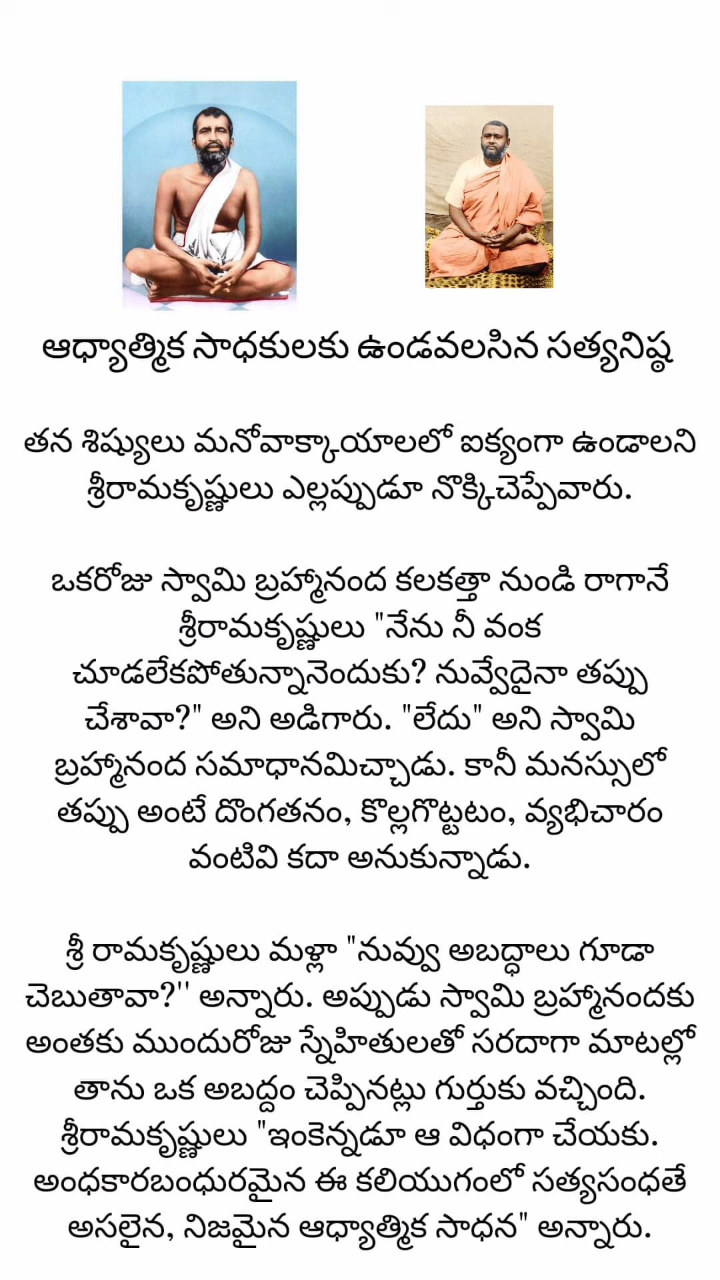 ఆధ్యాత్మిక సాధకులకు ఉండవలసిన సత్యనిష్ఠ
తన శిష్యులు మనోవాక్కాయాలలో ఐక్యంగా ఉండాలని
శ్రీరామకృష్ణులు ఎల్లప్పుడూ నొక్కిచెప్పేవారు.
ఒకరోజు స్వామి బ్రహ్మానంద కలకత్తా నుండి రాగానే
శ్రీరామకృష్ణులు "నేను నీ వంక
చూడలేకపోతున్నానెందుకు? నువ్వేదైనా తప్పు
చేశావా?" అని అడిగారు. "లేదు" అని స్వామి
బ్రహ్మానంద సమాధానమిచ్చాడు. కానీ మనస్సులో
తప్పు అంటే దొంగతనం, కొల్లగొట్టటం, వ్యభిచారం
వంటివి కదా అనుకున్నాడు.
శ్రీ రామకృష్ణులు మళ్లా "నువ్వు అబద్ధాలు గూడా
చెబుతావా?'' అన్నారు. అప్పుడు స్వామి బ్రహ్మానందకు
అంతకు ముందురోజు స్నేహితులతో సరదాగా మాటల్లో
తాను ఒక అబద్దం చెప్పినట్లు గుర్తుకు వచ్చింది.
శ్రీరామకృష్ణులు "ఇంకెన్నడూ ఆ విధంగా చేయకు.
అంధకారబంధురమైన ఈ కలియుగంలో సత్యసంధతే
అసలైన, నిజమైన ఆధ్యాత్మిక సాధన" అన్నారు.